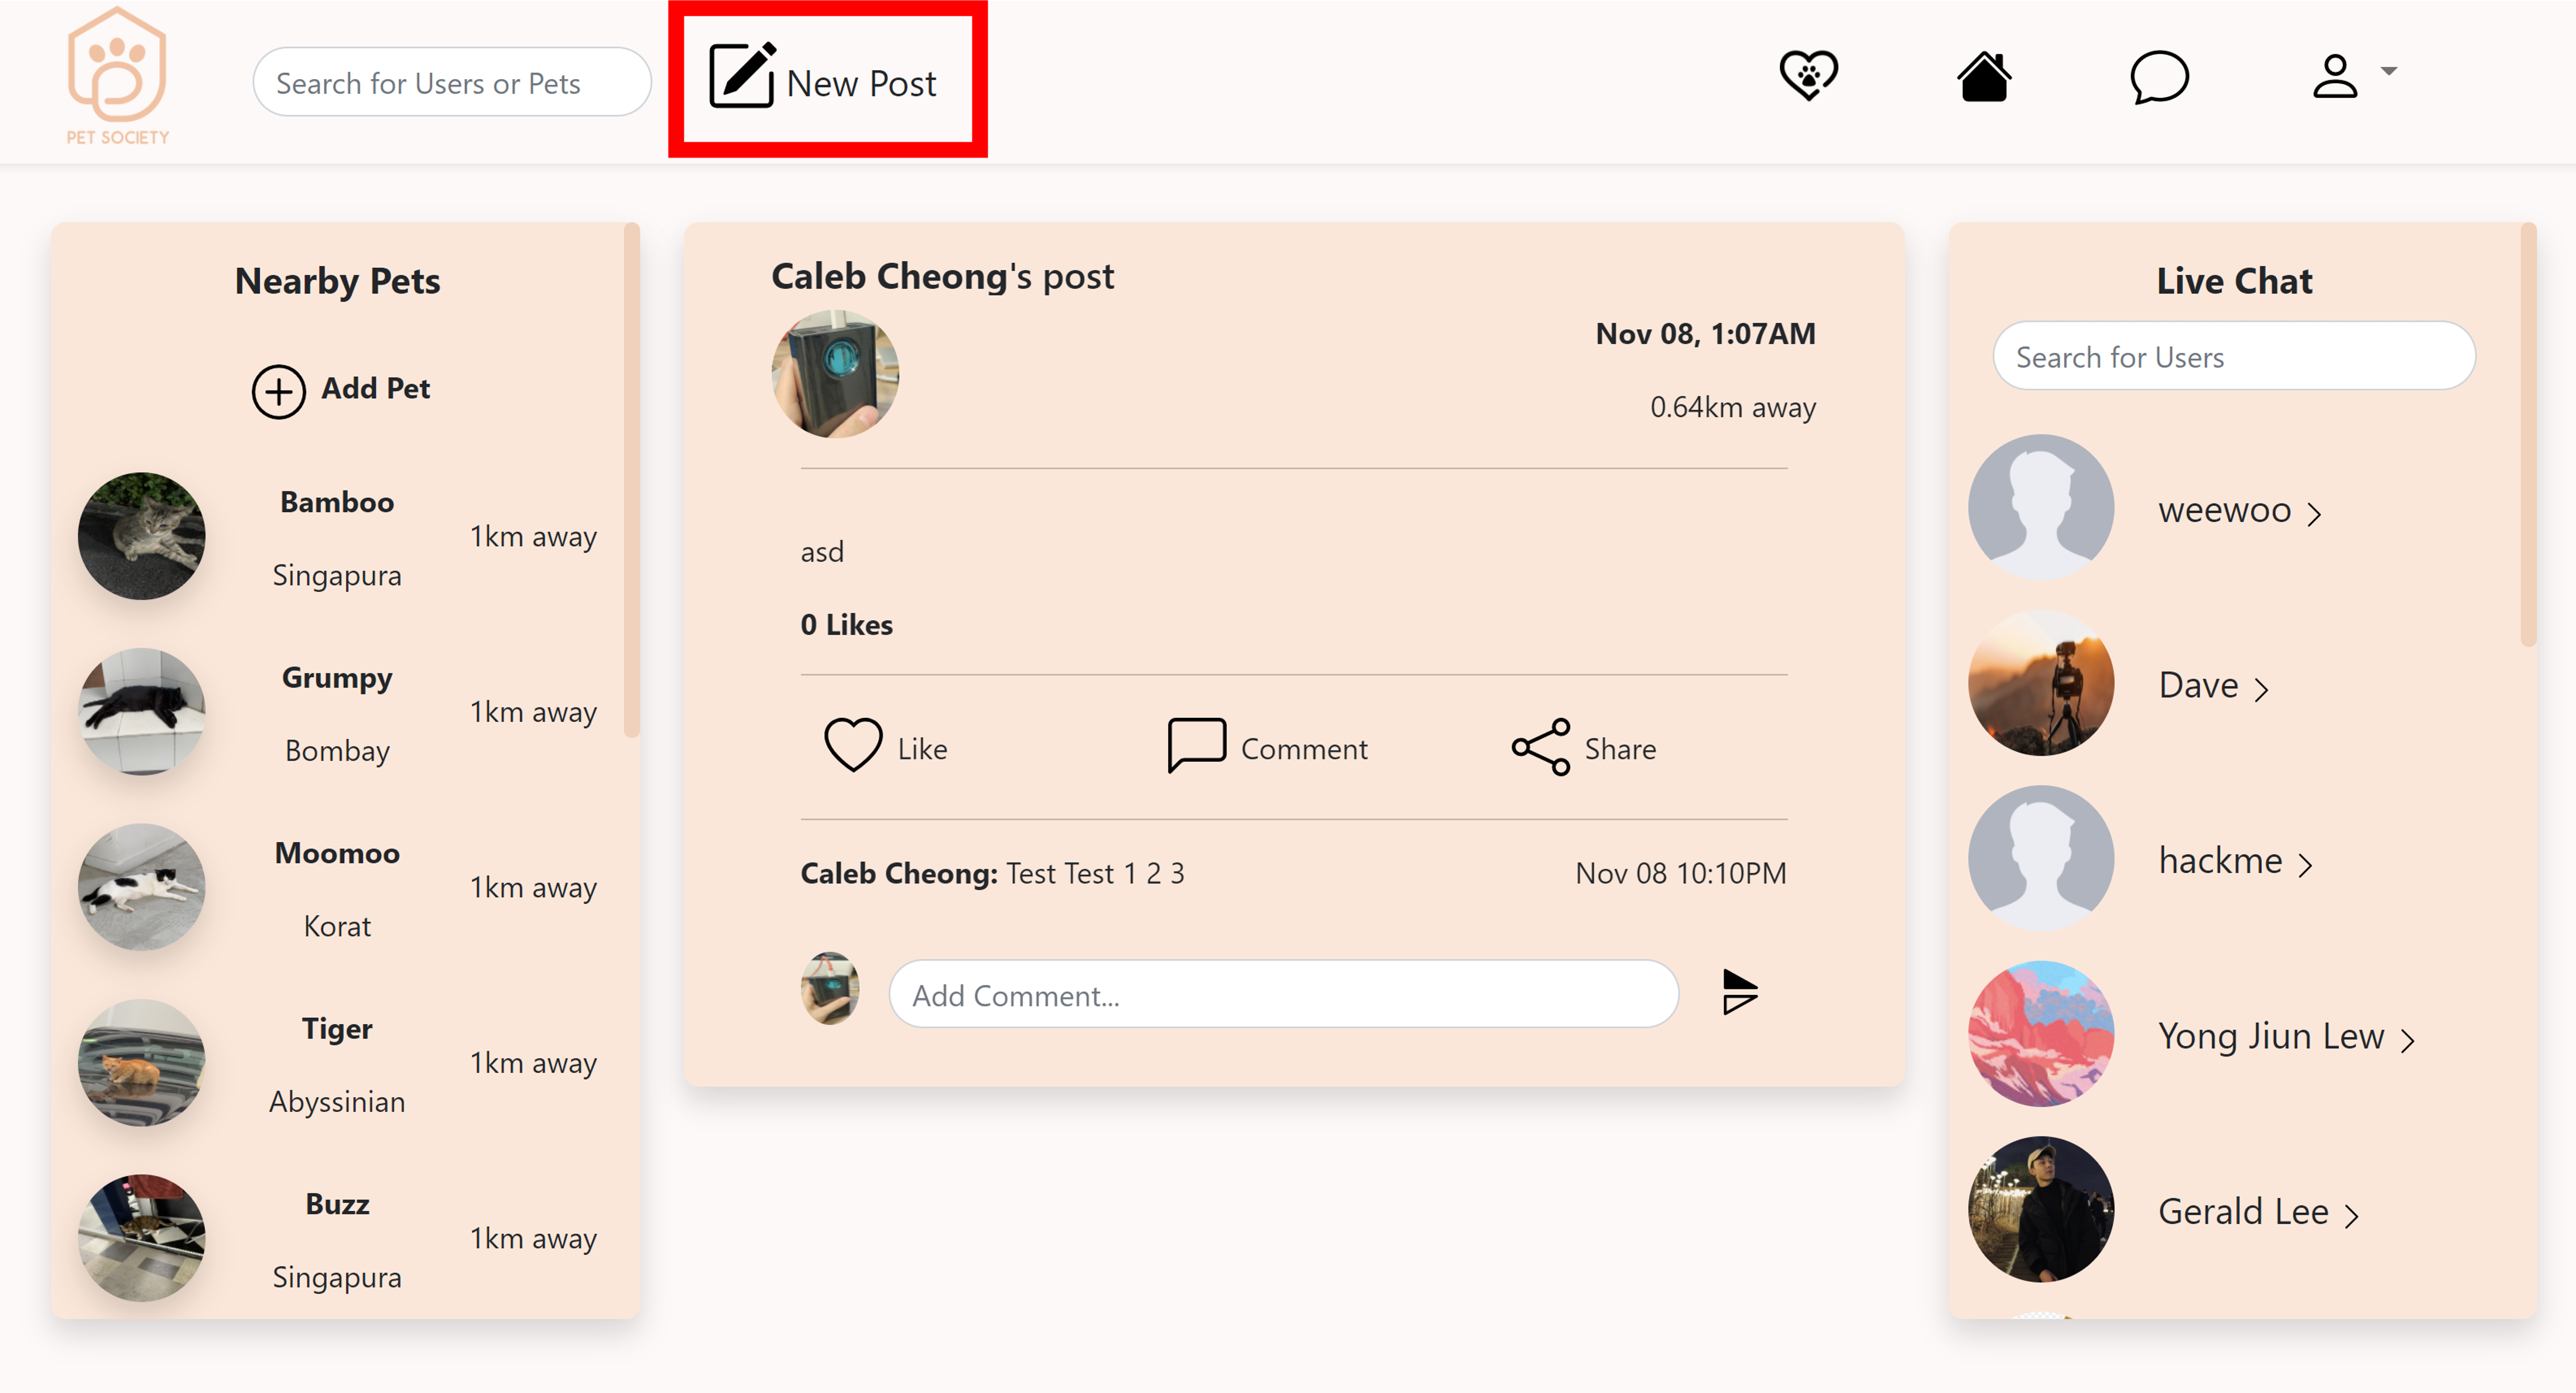 PET SOCIETY
Search for Users or Pets
New Post
Nearby Pets
Add Pet
Bamboo
Singapura
1km away
Grumpy
Bombay
1km away
Moomoo
Korat
1km away
Tiger
Abyssinian
1km away
Buzz
Singapura
1km away
Caleb Cheong's post
Nov 08, 1:07AM
0.64km away
asd
0 Likes
Like
Comment
Share
Caleb Cheong: Test Test 1 2 3
Nov 08 10:10PM
Add Comment...
Live Chat
Search for Users
weewoo
Dave
hackme
Yong Jiun Lew
Gerald Lee